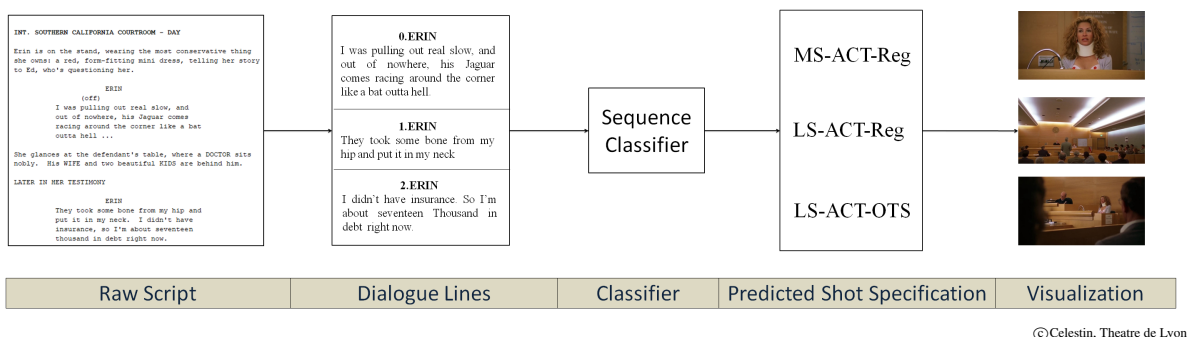 INT. SOUTHERN CALIFORNIA COURTROOM - DAY
Erin is on the stand, wearing the most conservative thing
she owns: a red, form-fitting mini dress, telling her story
to Ed, who's questioning her.
ERIN
(off)
I was pulling out real slow, and
out of nowhere, his Jaguar comes
racing around the corner like a bat
outta hell ...
She glances at the defendant's table, where a DOCTOR sits
nobly. His WIFE and two beautiful KIDS are behind him.
LATER IN HER TESTIMONY
ERIN
They took some bone from my hip and
put it in my neck. I didn't have
insurance, so I'm about seventeen
thousand in debt right now.
0.ERIN
I was pulling out real slow, and
out of nowhere, his Jaguar
comes racing around the corner
like a bat outta hell.
1.ERIN
They took some bone from my
hip and put it in my neck
2.ERIN
I didn't have insurance. So I'm
about seventeen Thousand in
debt right now.
Sequence
Classifier
MS-ACT-Reg
LS-ACT-Reg
LS-ACT-OTS
Raw Script
Dialogue Lines
Classifier
Predicted Shot Specification
Visualization
©Celestin, Theatre de Lyon